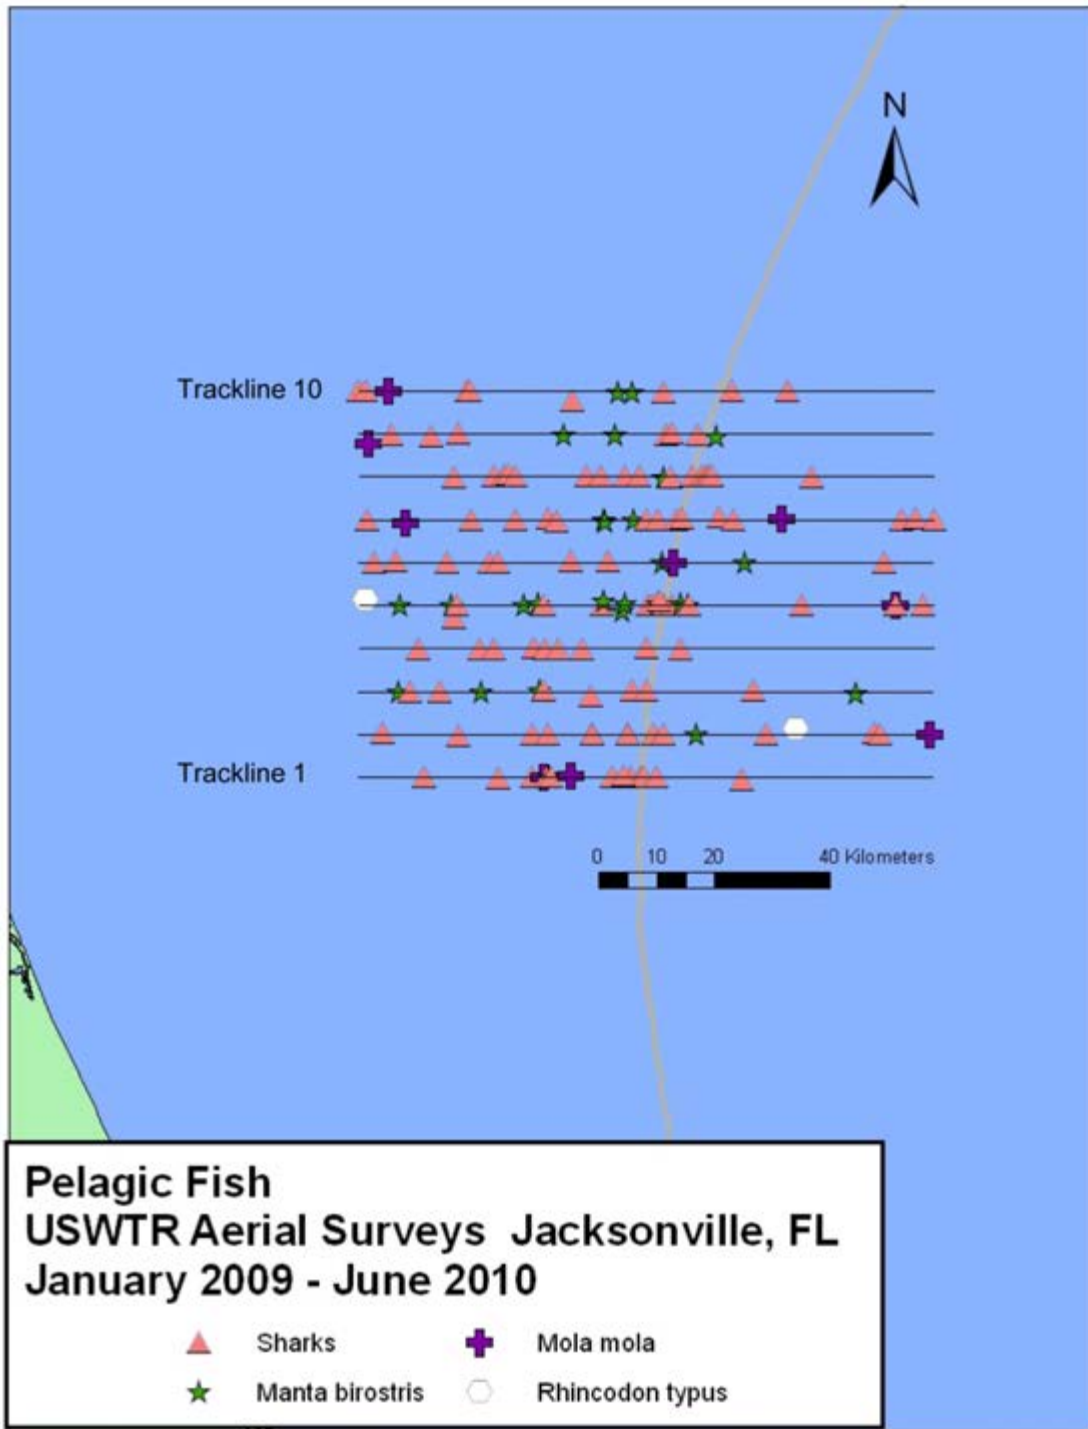 N
Trackline 10
Trackline 1
0 10 20 40 Kilometers
Pelagic Fish
USWTR Aerial Surveys Jacksonville, FL
January 2009 - June 2010
Sharks Mola mola
Manta birostris Rhincodon typus